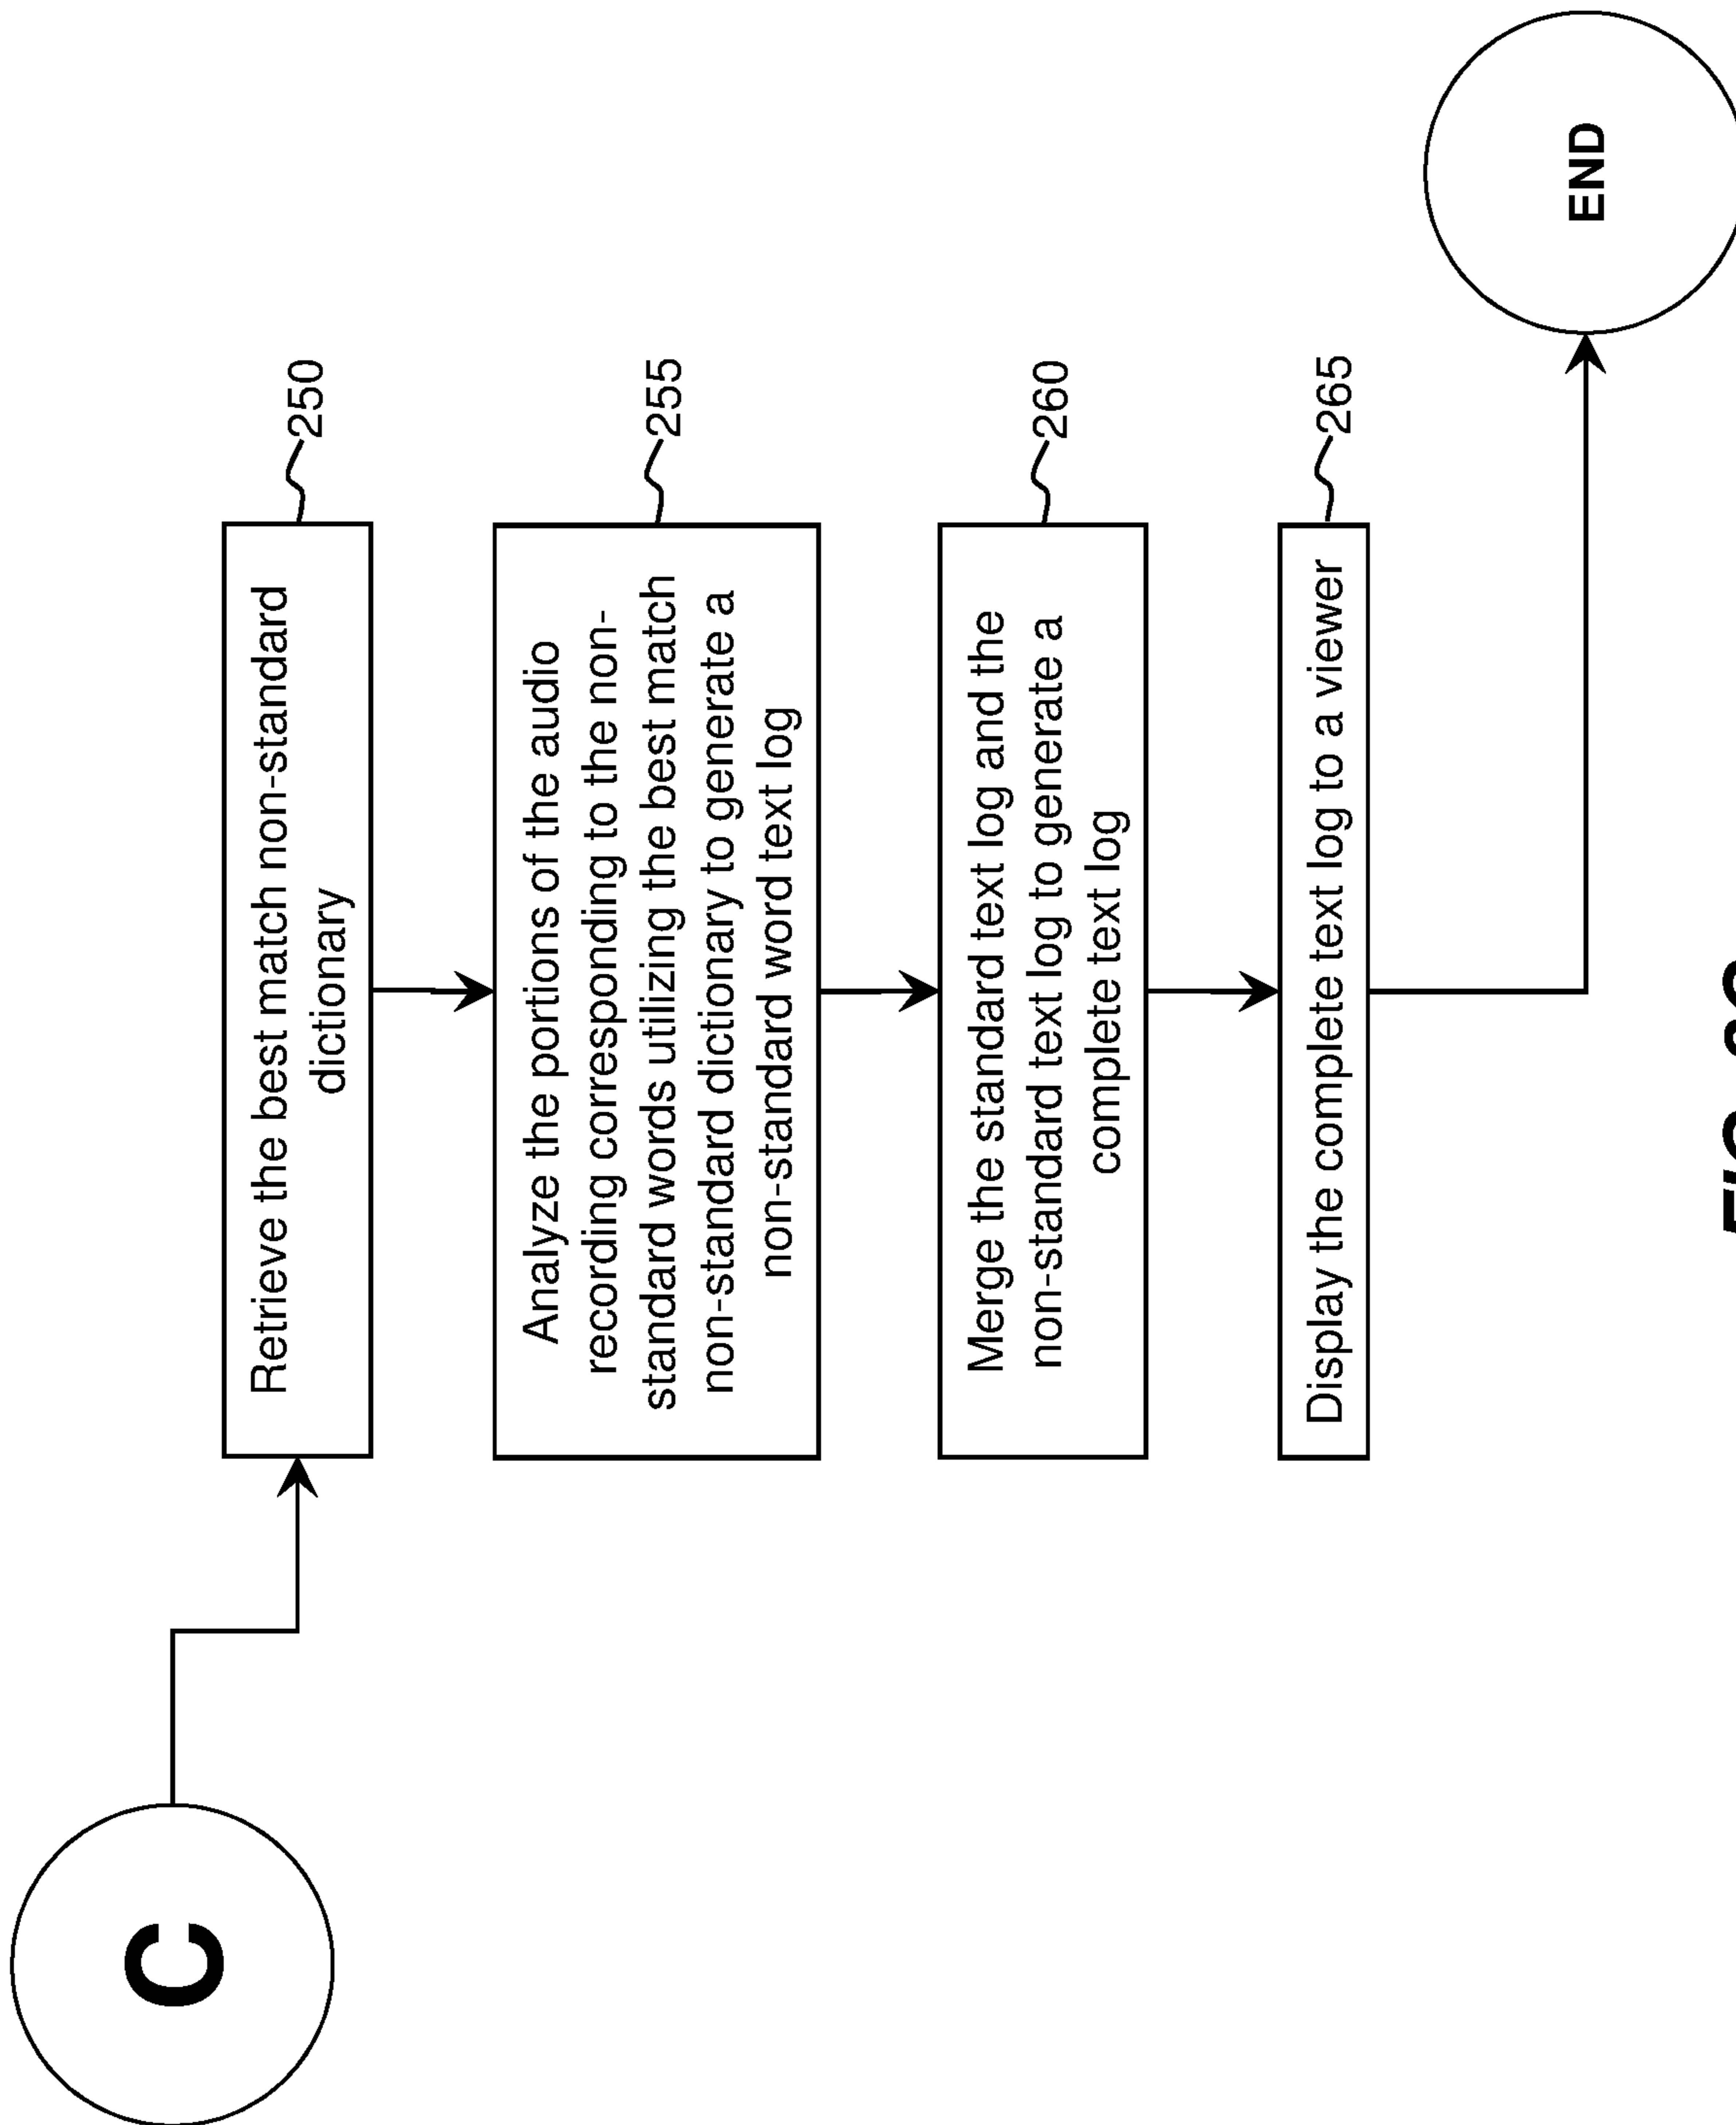 C
Retrieve the best match non-standard
dictionary
250
Analyze the portions of the audio
recording corresponding to the non-
standard words utilizing the best match
non-standard dictionary to generate a
non-standard word text log
255
Merge the standard text log and the
non-standard text log to generate a
complete text log
260
Display the complete text log to a viewer
265
END